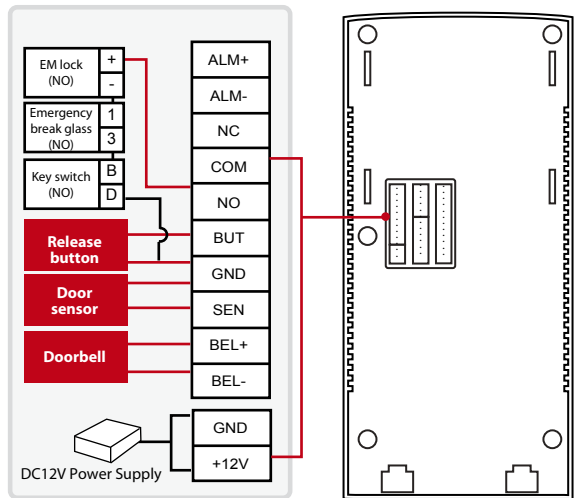 EM lock
(NO)
+
-
Emergency
break glass
(NO)
1
3
Key switch
(NO)
B
D
Release
button
Door
sensor
Doorbell
DC12V Power Supply
ALM+
ALM-
NC
COM
NO
BUT
GND
SEN
BEL+
BEL-
GND
+12V